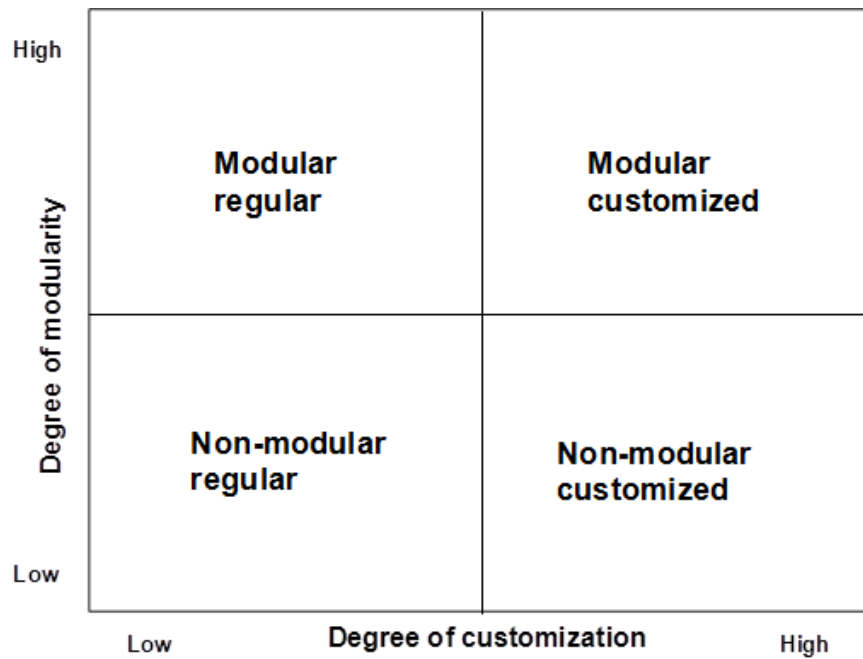 High
Modular
regular
Modular
customized
Degree of modularity
Non-modular
regular
Non-modular
customized
Low
Low
Degree of customization
High